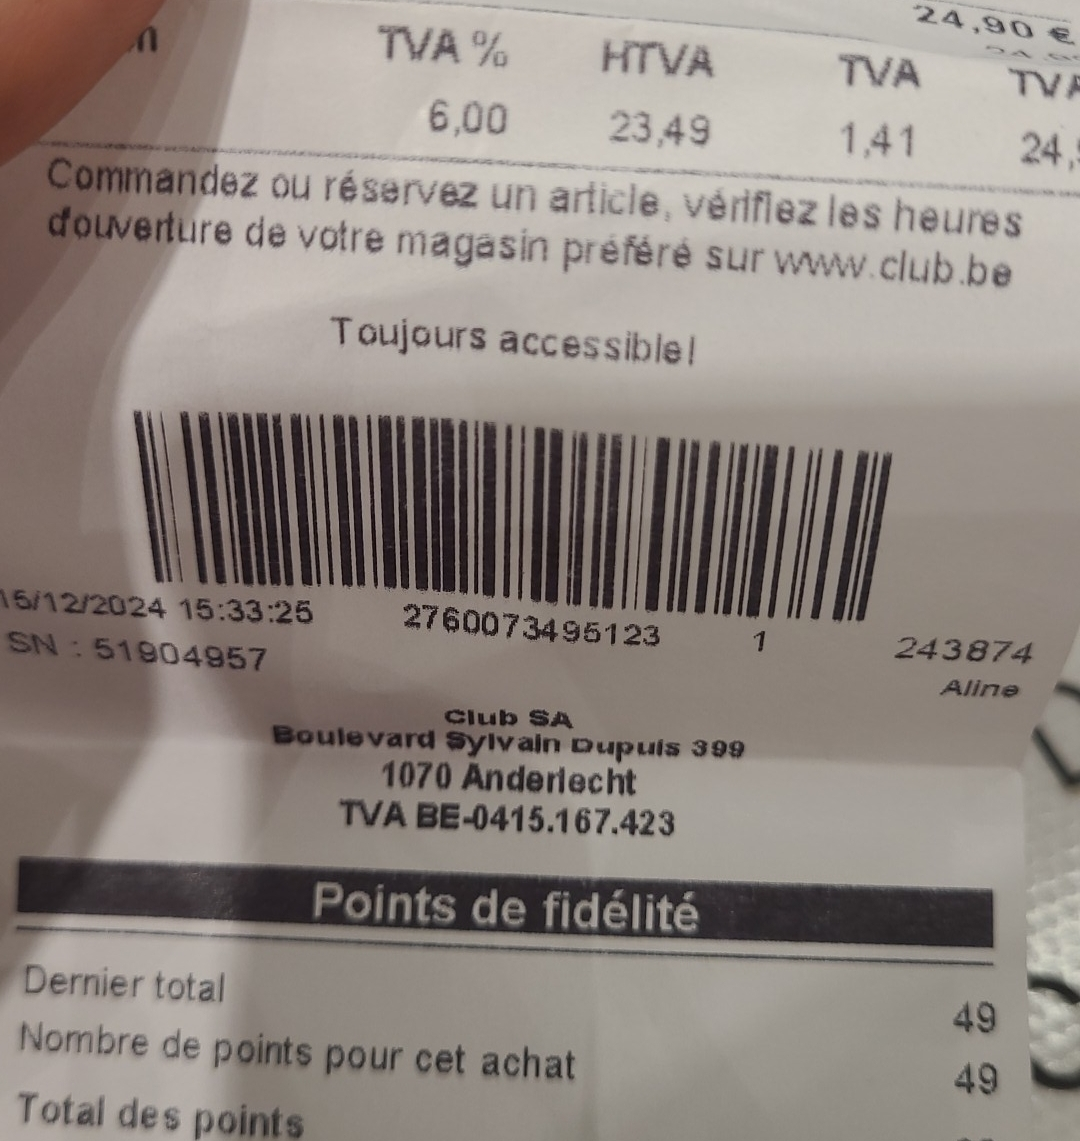 24,90 €
TVA % HTVA TVA
6,00 23,49 1,41
Commandez ou réservez un article, vérifiez les heures
d'ouverture de votre magasin préféré sur www.club.be
Toujours accessible!
16/12/2024 15:33:25 2760073495123 1 243874
SN : 51904957 Aline
Club SA
Boulevard Sylvain Dupuis 399
1070 Anderlecht
TVA BE-0415.167.423
Points de fidélité
Dernier total 49
Nombre de points pour cet achat 49
Total des points